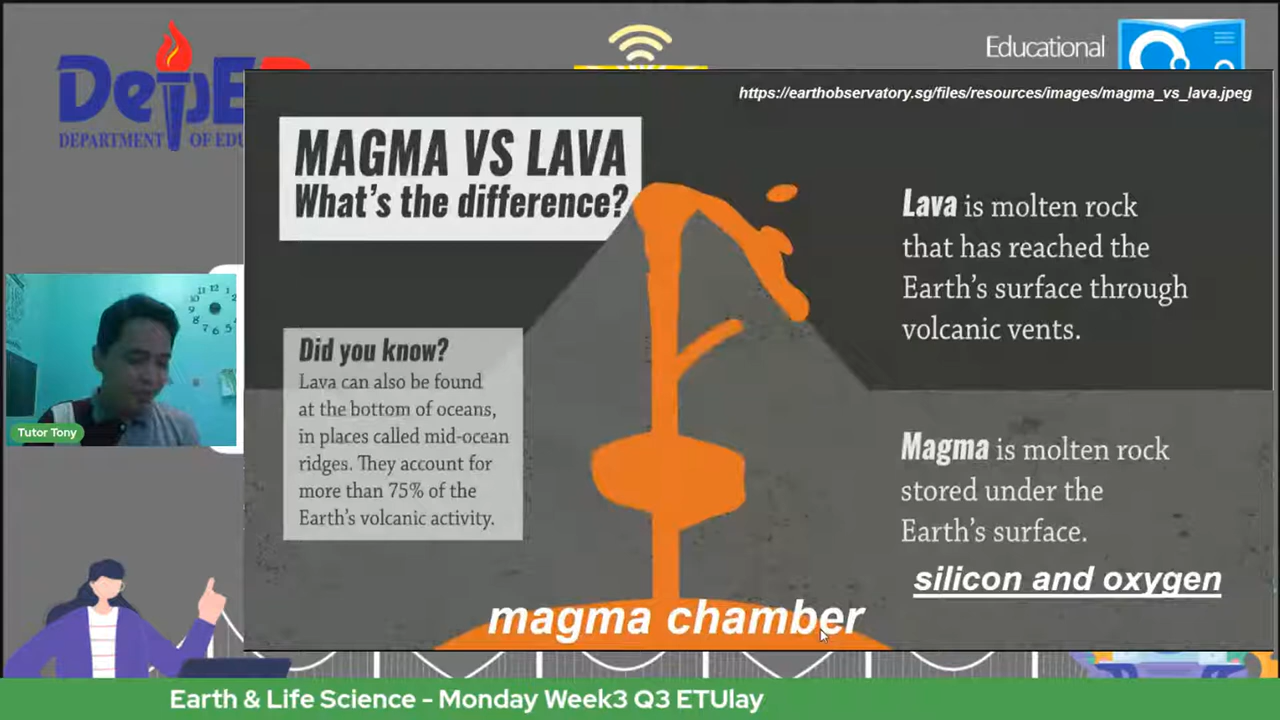 DepED
DEPARTMENT OF EDU
Educational
https://earthobservatory.sg/files/resources/images/magma_vs_lava.jpeg
MAGMA VS LAVA
What's the difference?
Lava is molten rock
that has reached the
Earth's surface through
volcanic vents.
Did you know?
Lava can also be found
at the bottom of oceans,
in places called mid-ocean
ridges. They account for
more than 75% of the
Earth's volcanic activity.
Magma is molten rock
stored under the
Earth's surface.
silicon and oxygen
magma chamber
Tutor Tony
Earth & Life Science - Monday Week3 Q3 ETUlay